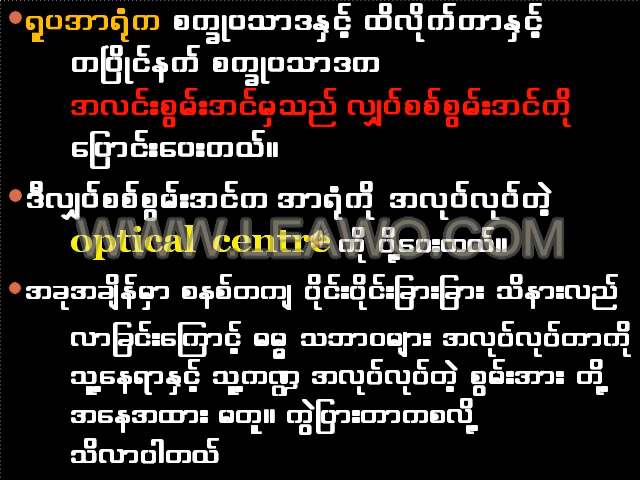 ရူပအာရုံက စက္ခုပသာဒနှင့် ထိလိုက်တာနှင့်
တပြိုင်နက် စက္ခုပသာဒက
အလင်းစွမ်းအင်မှသည် လျှပ်စစ်စွမ်းအင်ကို
ပြောင်းပေးတယ်။
ဒီလျှပ်စစ်စွမ်းအင်က အာရုံကို အလုပ်လုပ်တဲ့
WWW.LEAWO.COM
optical centre ကို ပို့ပေးတယ်။
အခုအချိန်မှာ စနစ်တကျ ပိုင်းပိုင်းခြားခြား သိနားလည်
လာခြင်းကြောင့် ဓမ္မ သဘာဝများ အလုပ်လုပ်တာကို
သူ့နေရာနှင့် သူ့ကဏ္ဍ အလုပ်လုပ်တဲ့ စွမ်းအား တို့
အနေအထား မတူ။ ကွဲပြားတာကစလို့
သိလာပါတယ်